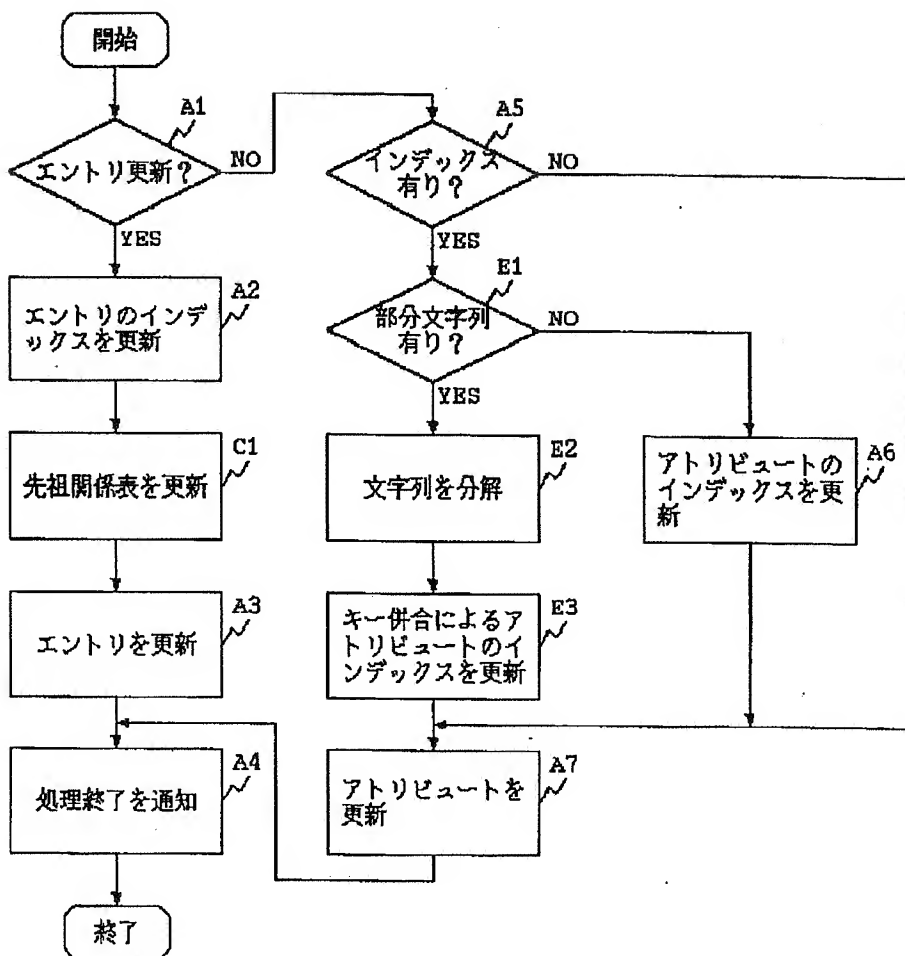 開始
A1
エントリ更新?
NO
YES
A2
エントリのインデ
ックスを更新
C1
先祖関係表を更新
A3
エントリを更新
A4
処理終了を通知
終了
A5
インデックス
有り?
NO
YES
E1
部分文字列
有り?
NO
YES
E2
文字列を分解
E3
キー併合によるア
トリビュートのイ
ンデックスを更新
A6
アトリビュートの
インデックスを更
新
A7
アトリビュートを
更新